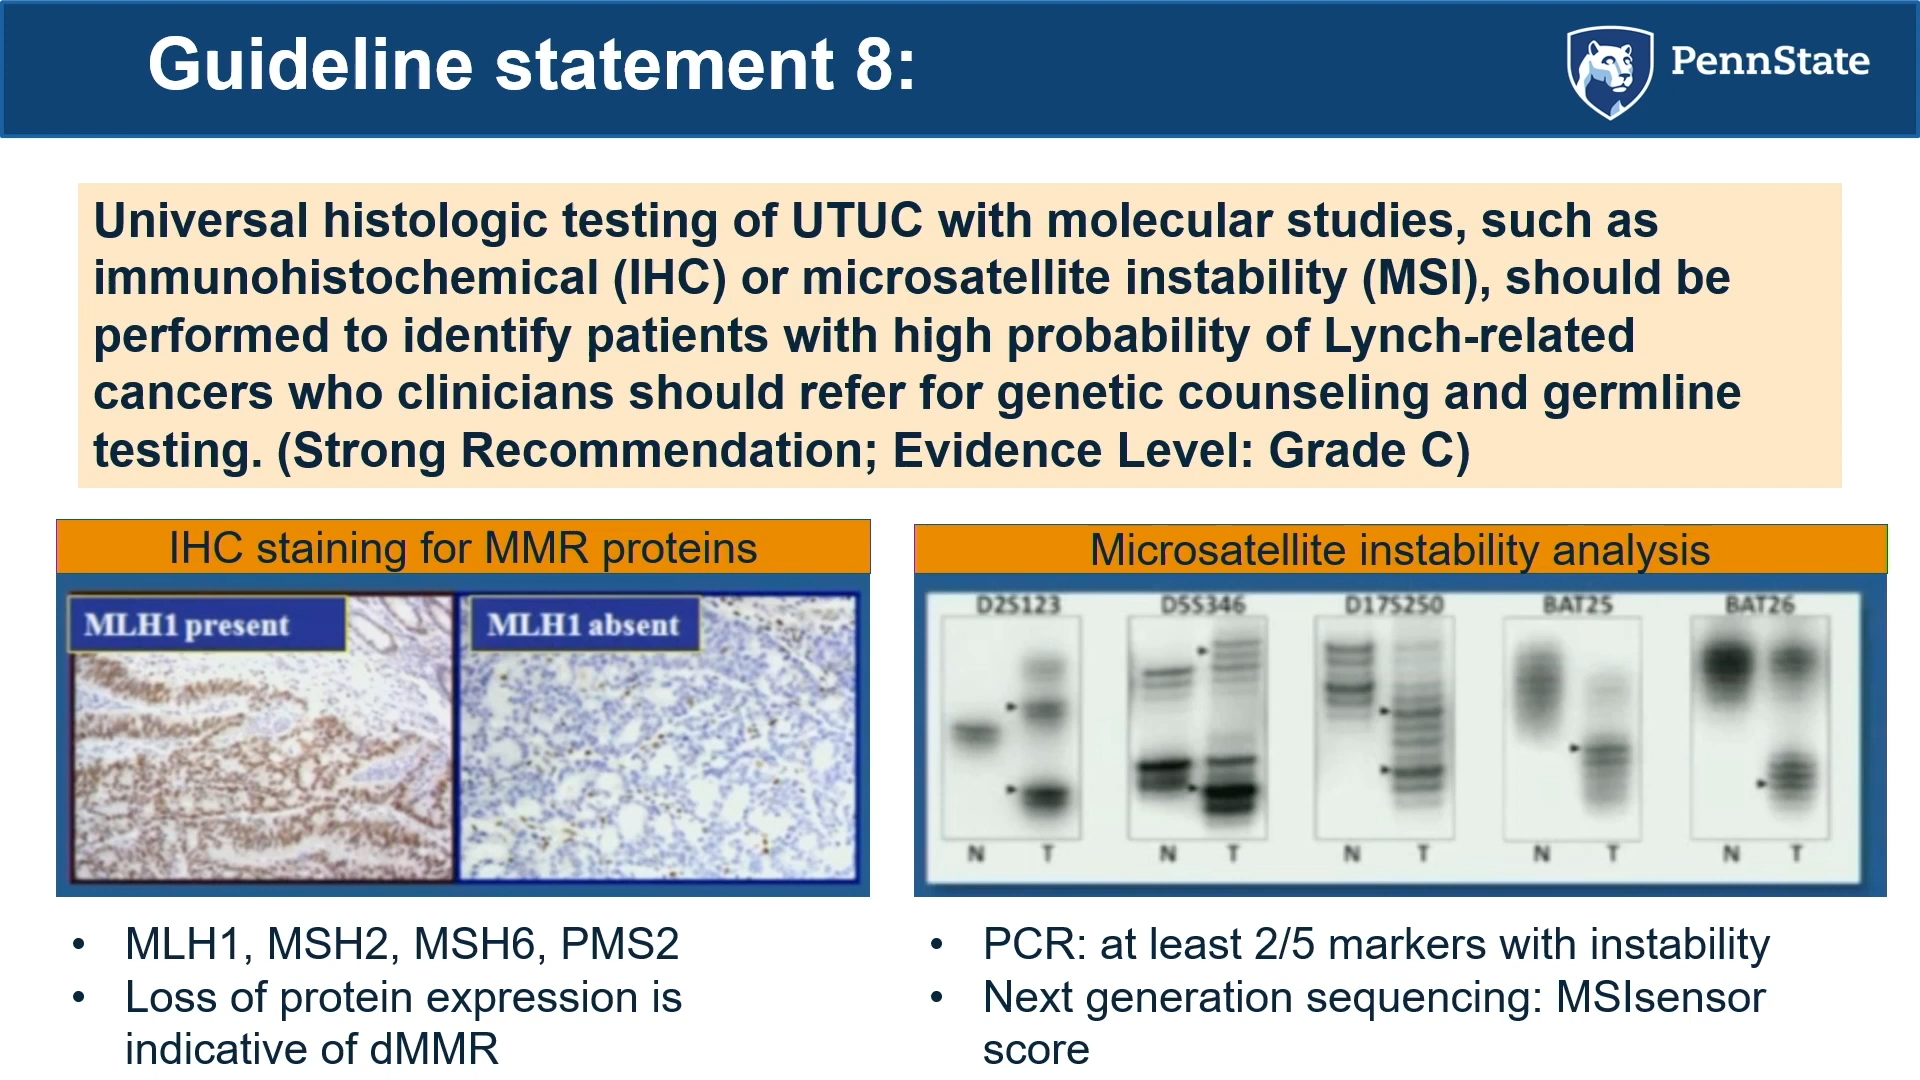 Guideline statement 8:
PennState
Universal histologic testing of UTUC with molecular studies, such as
immunohistochemical (IHC) or microsatellite instability (MSI), should be
performed to identify patients with high probability of Lynch-related
cancers who clinicians should refer for genetic counseling and germline
testing. (Strong Recommendation; Evidence Level: Grade C)
IHC staining for MMR proteins
MLH1 present
MLH1 absent
• MLH1, MSH2, MSH6, PMS2
• Loss of protein expression is
indicative of dMMR
Microsatellite instability analysis
D2S123 D5S346 D17S250 BAT25 BAT26
N T N T N T N T N T
• PCR: at least 2/5 markers with instability
• Next generation sequencing: MSIsensor
score